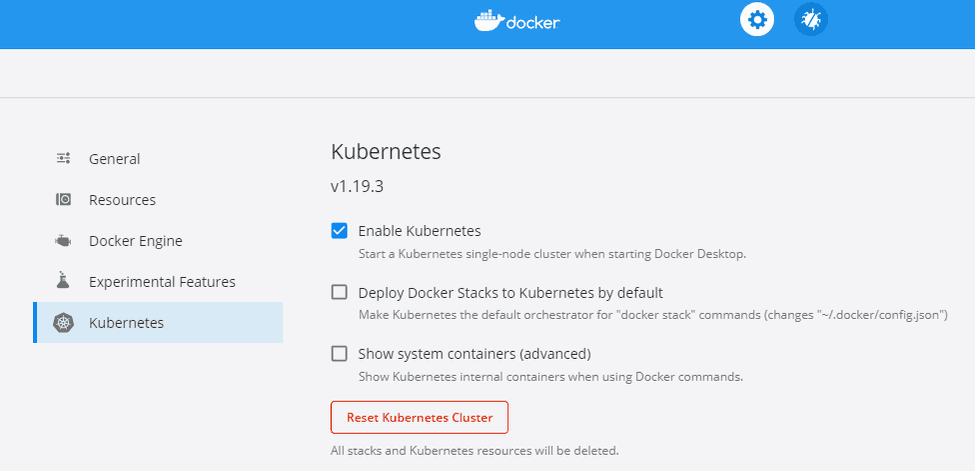 docker
General
Resources
Docker Engine
Experimental Features
Kubernetes
Kubernetes
v1.19.3
Enable Kubernetes
Start a Kubernetes single-node cluster when starting Docker Desktop.
Deploy Docker Stacks to Kubernetes by default
Make Kubernetes the default orchestrator for "docker stack" commands (changes "~/.docker/config.json")
Show system containers (advanced)
Show Kubernetes internal containers when using Docker commands.
Reset Kubernetes Cluster
All stacks and Kubernetes resources will be deleted.